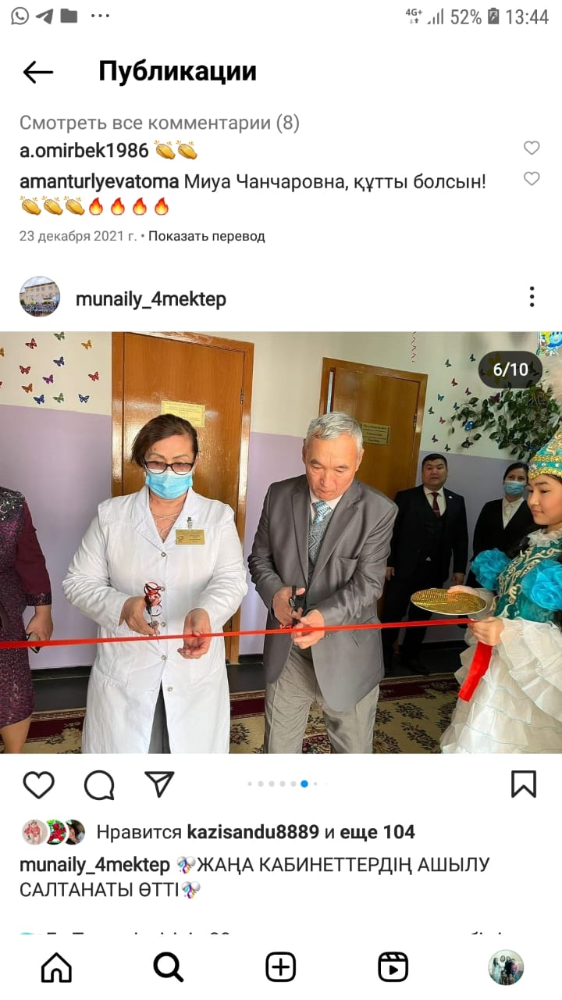 4G+ 52% 13:44
Публикации
Смотреть все комментарии (8)
a.omirbek1986 👏👏
amanturlyevatoma Миуа Чанчаровна, құтты болсын!
👏👏👏🔥🔥🔥🔥
23 декабря 2021 г. • Показать перевод
munaily_4mektep
6/10
Нравится kazisandu8889 и еще 104
munaily_4mektep 🎊ЖАҢА КАБИНЕТТЕРДІҢ АШЫЛУ
САЛТАНАТЫ ӨТТІ🎊